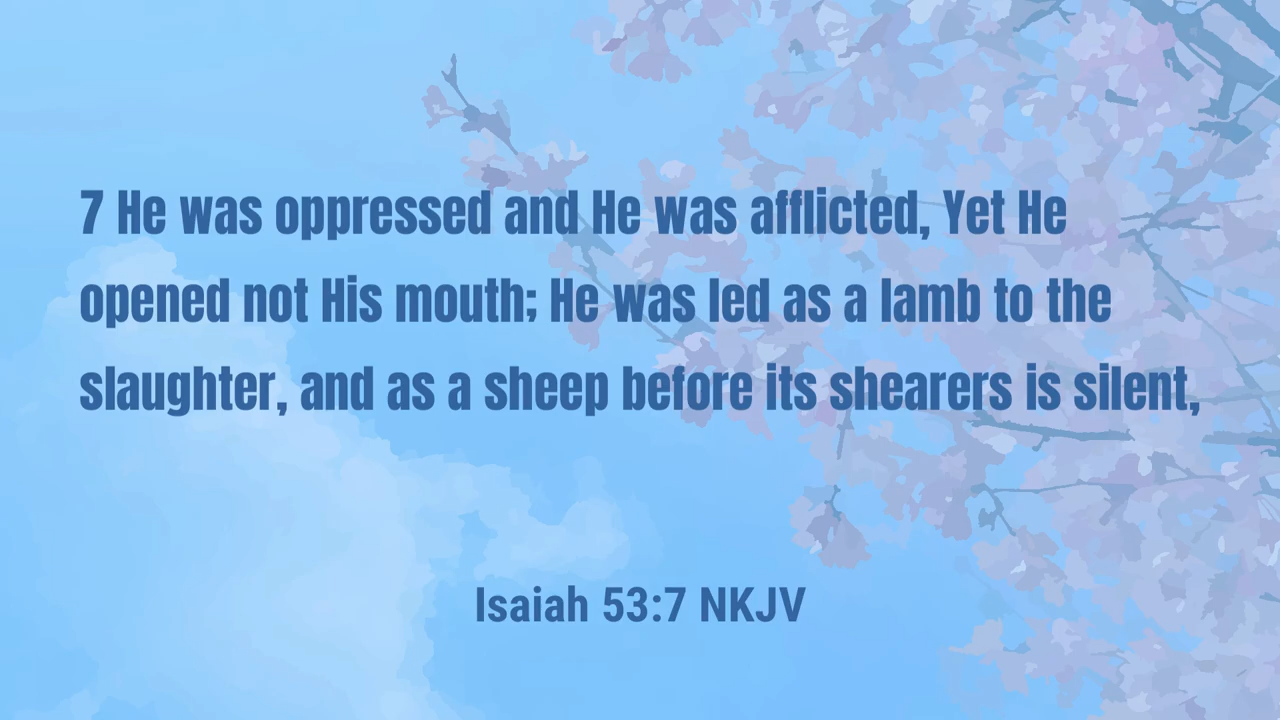 7 He was oppressed and He was afflicted, Yet He
opened not His mouth; He was led as a lamb to the
slaughter, and as a sheep before its shearers is silent,
Isaiah 53:7 NKJV